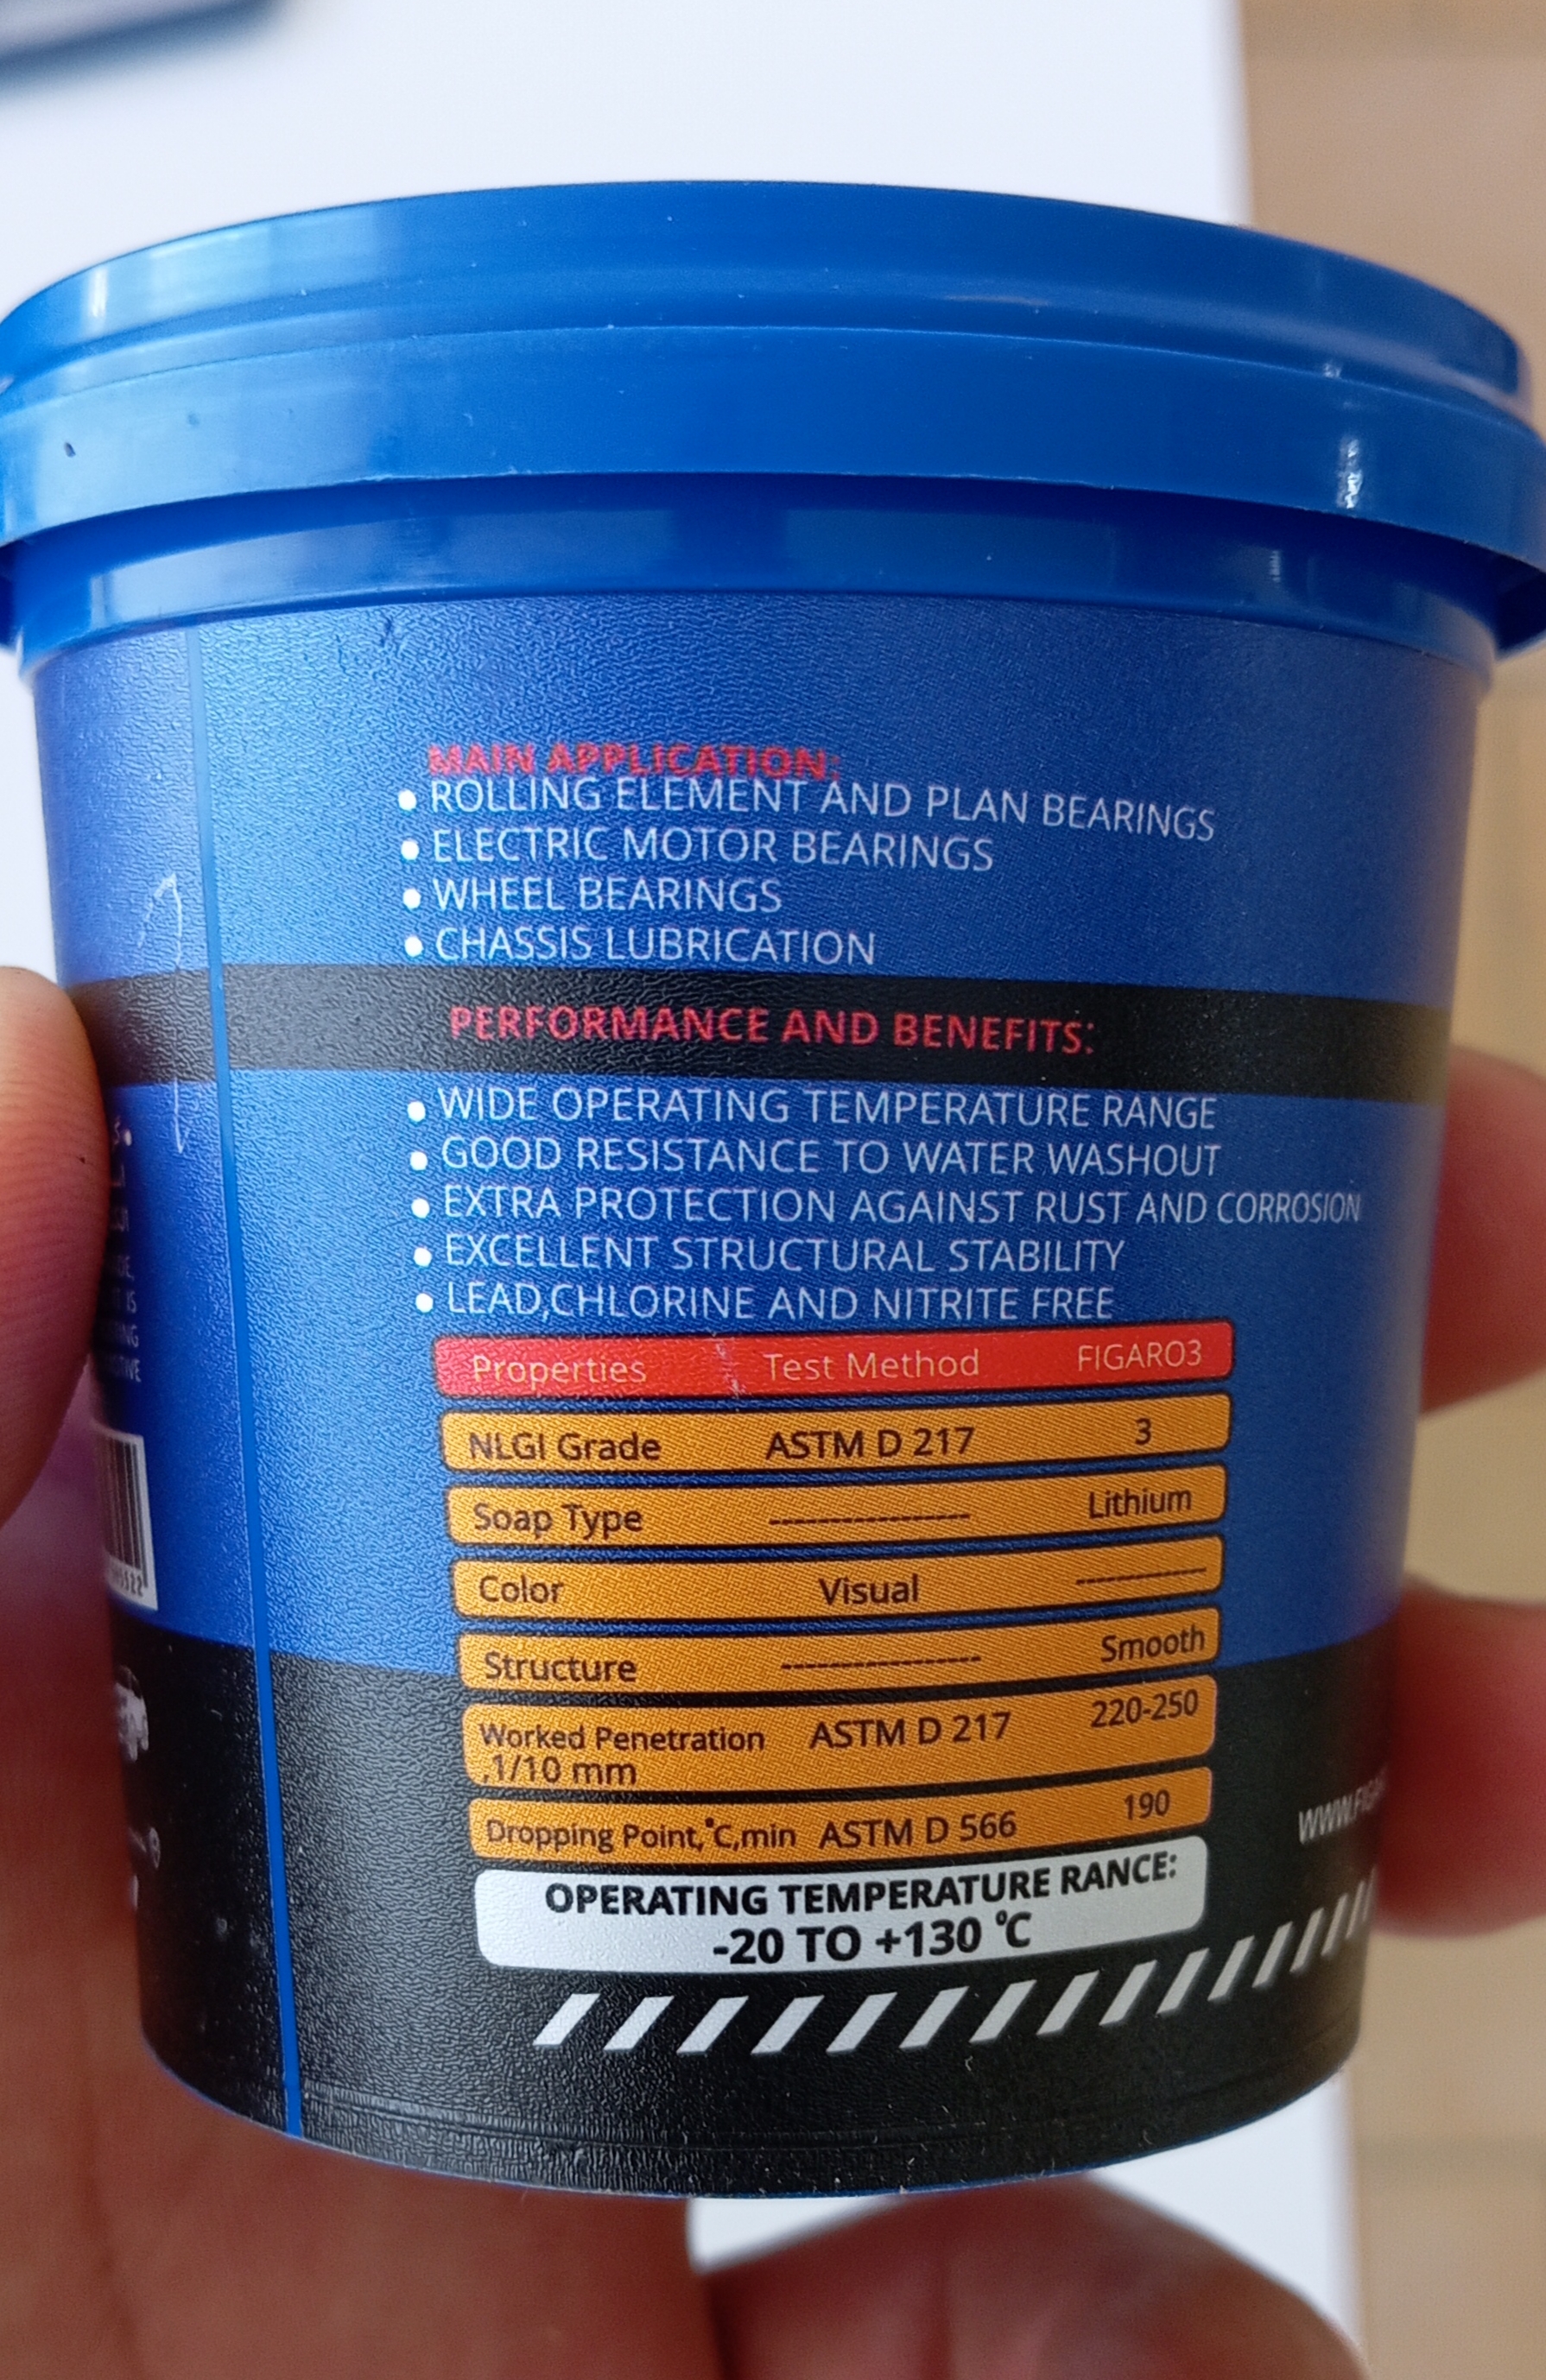 MAIN APPLICATION:
• ROLLING ELEMENT AND PLAN BEARINGS
• ELECTRIC MOTOR BEARINGS
• WHEEL BEARINGS
• CHASSIS LUBRICATION
PERFORMANCE AND BENEFITS:
• WIDE OPERATING TEMPERATURE RANGE
• GOOD RESISTANCE TO WATER WASHOUT
• EXTRA PROTECTION AGAINST RUST AND CORROSION
• EXCELLENT STRUCTURAL STABILITY
• LEAD,CHLORINE AND NITRITE FREE
Properties Test Method FIGARO3
NLGI Grade ASTM D 217 3
Soap Type ----------------- Lithium
Color Visual -----------
Structure ----------------- Smooth
Worked Penetration ASTM D 217 220-250
,1/10 mm
Dropping Point,°C,min ASTM D 566 190
OPERATING TEMPERATURE RANCE:
-20 TO +130 °C